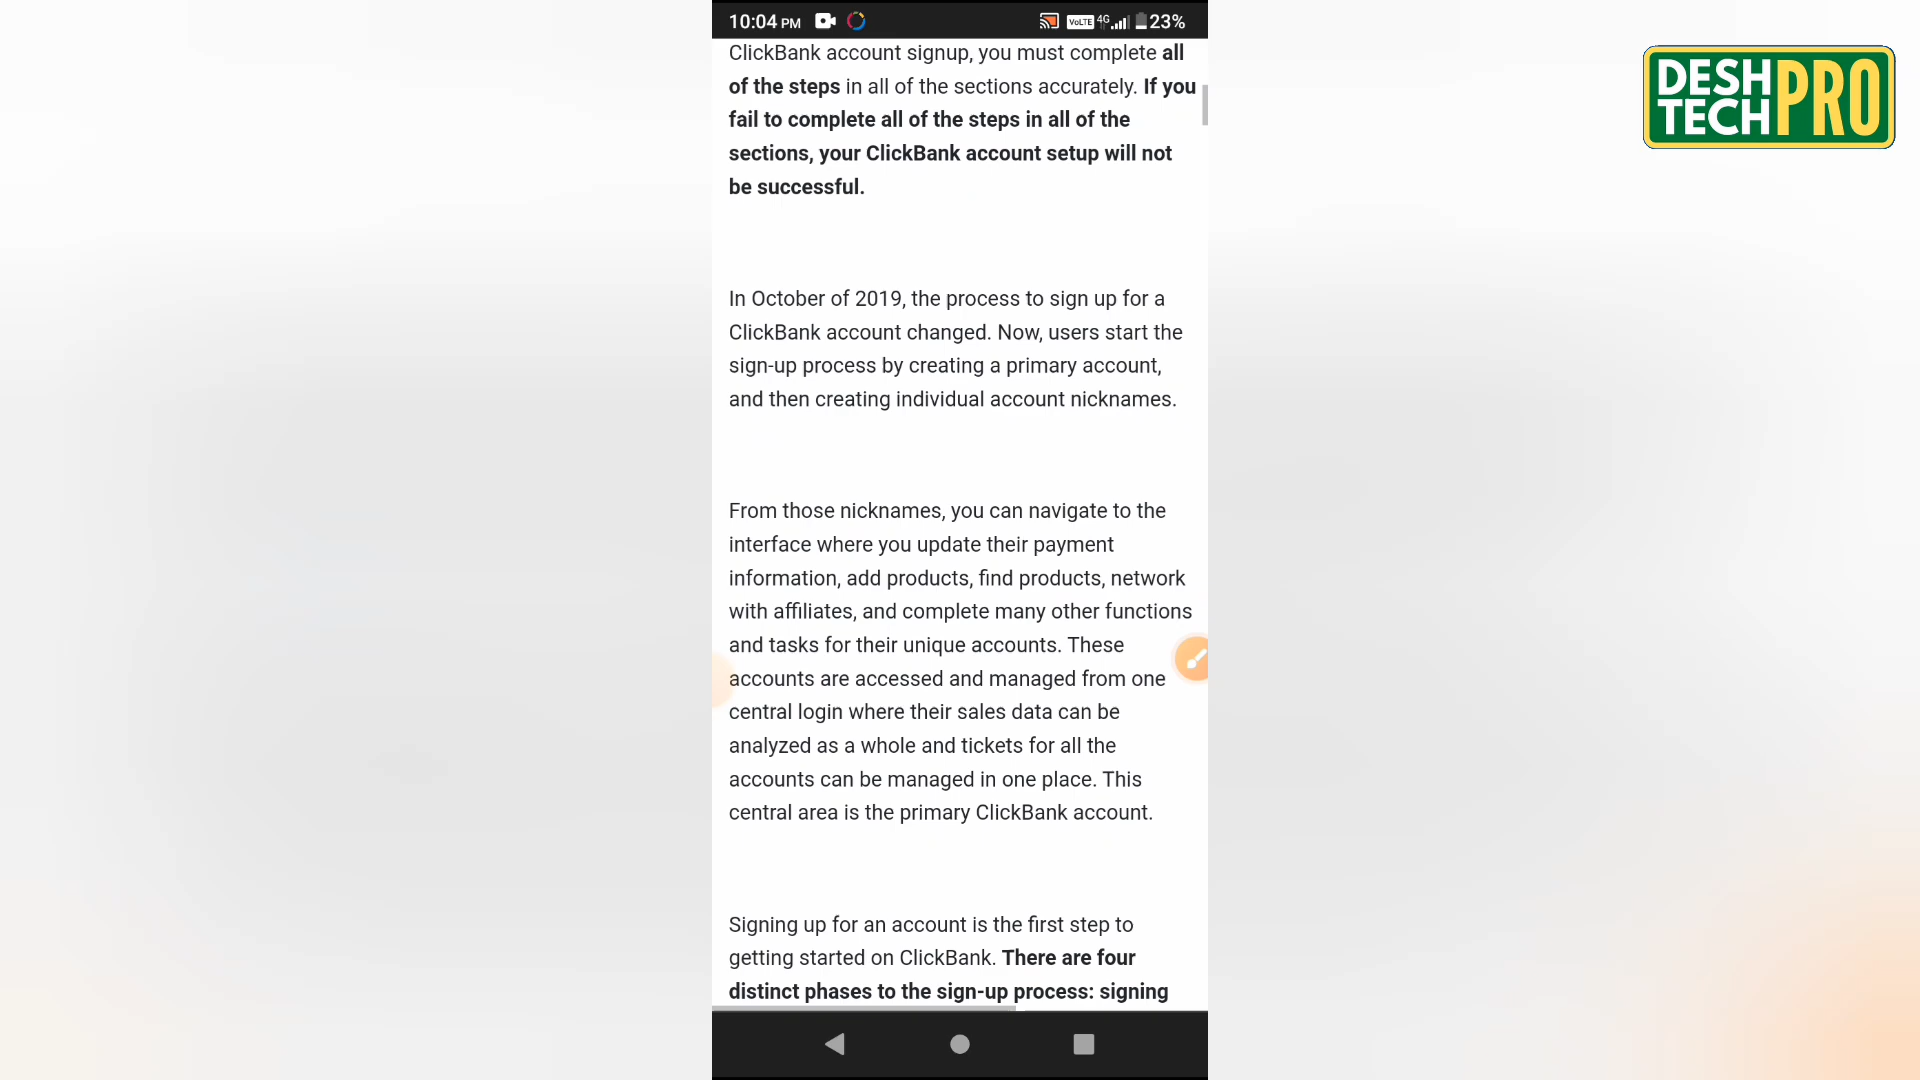 10:04 PM
VoLTE 4G 23%
ClickBank account signup, you must complete all
of the steps in all of the sections accurately. If you
fail to complete all of the steps in all of the
sections, your ClickBank account setup will not
be successful.
In October of 2019, the process to sign up for a
ClickBank account changed. Now, users start the
sign-up process by creating a primary account,
and then creating individual account nicknames.
From those nicknames, you can navigate to the
interface where you update their payment
information, add products, find products, network
with affiliates, and complete many other functions
and tasks for their unique accounts. These
accounts are accessed and managed from one
central login where their sales data can be
analyzed as a whole and tickets for all the
accounts can be managed in one place. This
central area is the primary ClickBank account.
Signing up for an account is the first step to
getting started on ClickBank. There are four
distinct phases to the sign-up process: signing
DESH
TECH PRO